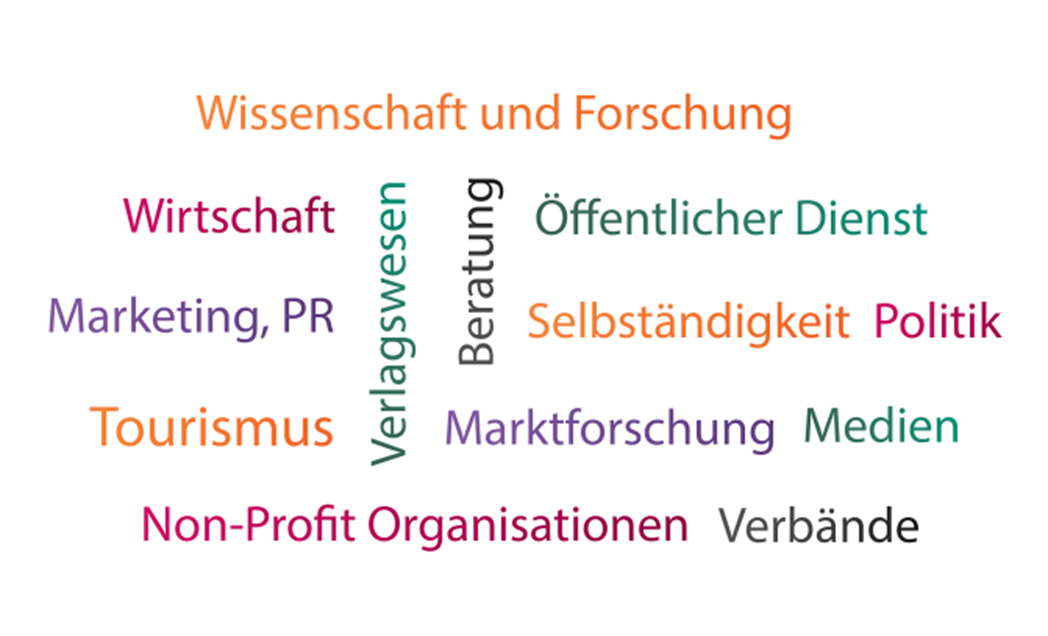 Wissenschaft und Forschung
Wirtschaft
Verlagswesen
Beratung
Öffentlicher Dienst
Marketing, PR
Selbständigkeit
Politik
Tourismus
Marktforschung
Medien
Non-Profit Organisationen
Verbände